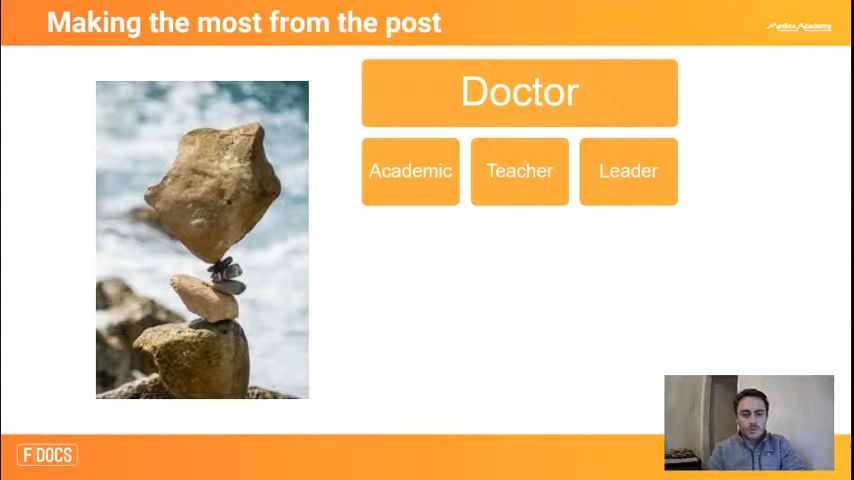 Making the most from the post
Medics.Academy
Doctor
Academic
Teacher
Leader
F|DOCS